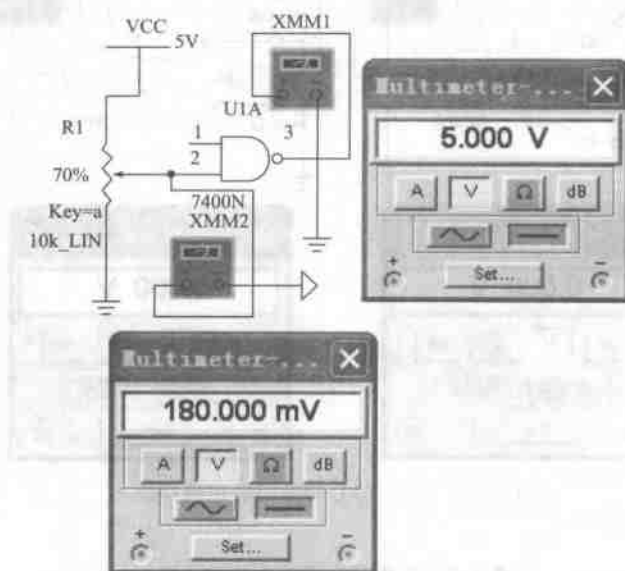 XMM1
VCC
5V
U1A
R1
1
2
3
70%
7400N
Key=a
XMM2
10k_LIN
Multimeter-...
5.000 V
A V Ω dB
+ Set... −
Multimeter-...
180.000 mV
A V Ω dB
+ Set... −